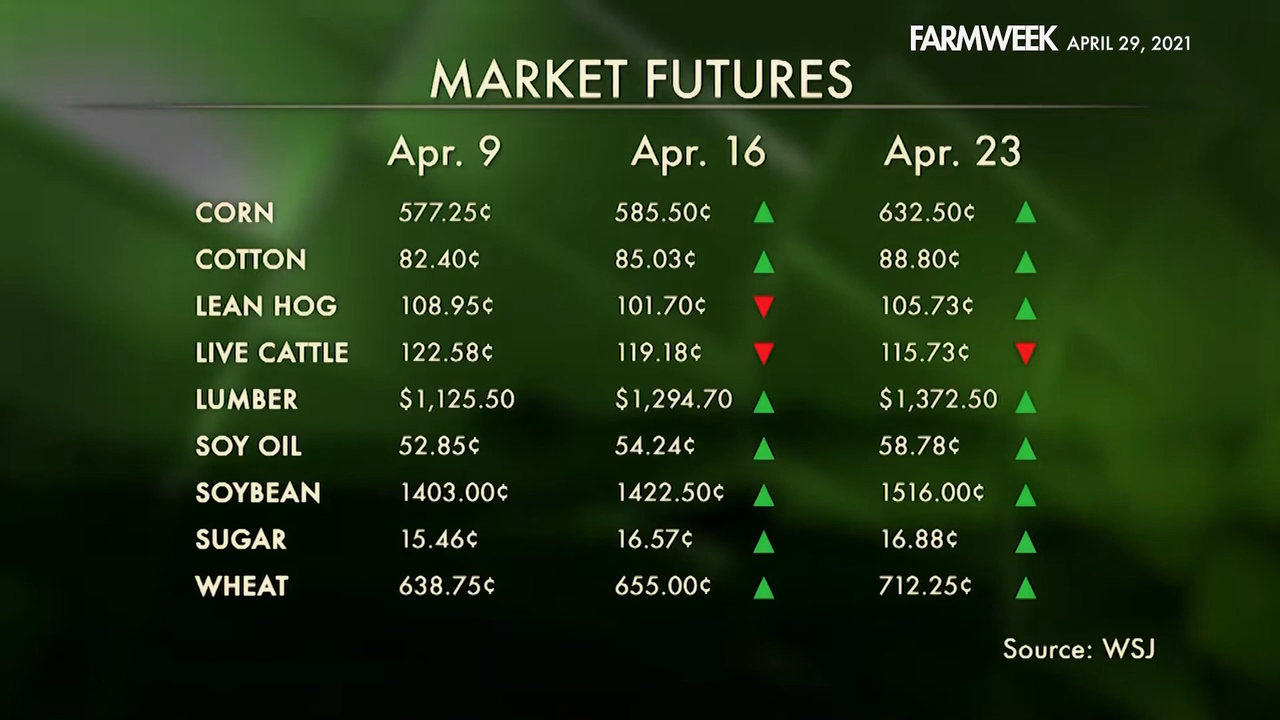 FARMWEEK APRIL 29, 2021
MARKET FUTURES
Apr. 9 Apr. 16 Apr. 23
CORN 577.25¢ 585.50¢ ▲ 632.50¢ ▲
COTTON 82.40¢ 85.03¢ ▲ 88.80¢ ▲
LEAN HOG 108.95¢ 101.70¢ ▼ 105.73¢ ▲
LIVE CATTLE 122.58¢ 119.18¢ ▼ 115.73¢ ▼
LUMBER $1,125.50 $1,294.70 ▲ $1,372.50 ▲
SOY OIL 52.85¢ 54.24¢ ▲ 58.78¢ ▲
SOYBEAN 1403.00¢ 1422.50¢ ▲ 1516.00¢ ▲
SUGAR 15.46¢ 16.57¢ ▲ 16.88¢ ▲
WHEAT 638.75¢ 655.00¢ ▲ 712.25¢ ▲
Source: WSJ